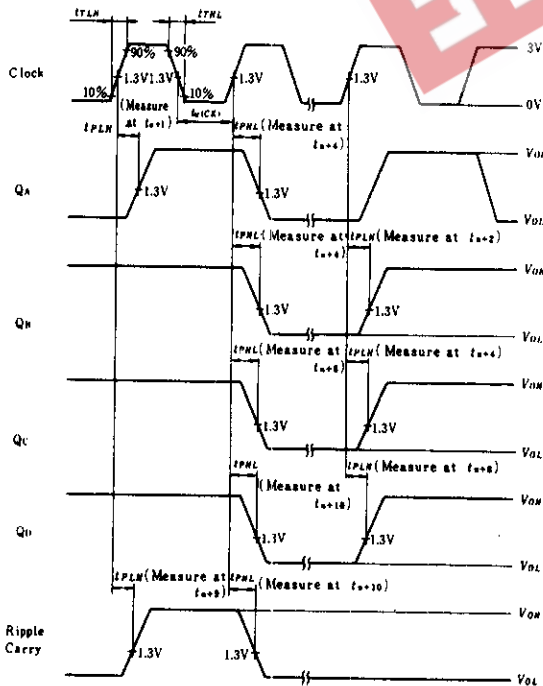 tTLH tTHL
90% 90% 3V
Clock 1.3V 1.3V 1.3V 1.3V
10% 10% 0V
(Measure at tn+1) tw(CK)
tPLH tPHL (Measure at tn+4)
VOH
QA 1.3V 1.3V
VOL
tPHL (Measure at tn+4) tPLH (Measure at tn+2)
VOH
QB 1.3V 1.3V
VOL
tPHL (Measure at tn+8) tPLH (Measure at tn+4)
VOH
QC 1.3V 1.3V
VOL
tPHL (Measure at tn+16) tPLH (Measure at tn+8)
VOH
QD 1.3V 1.3V
VOL
tPLH (Measure at tn+9) tPHL (Measure at tn+10)
VOH
Ripple
Carry 1.3V 1.3V
VOL